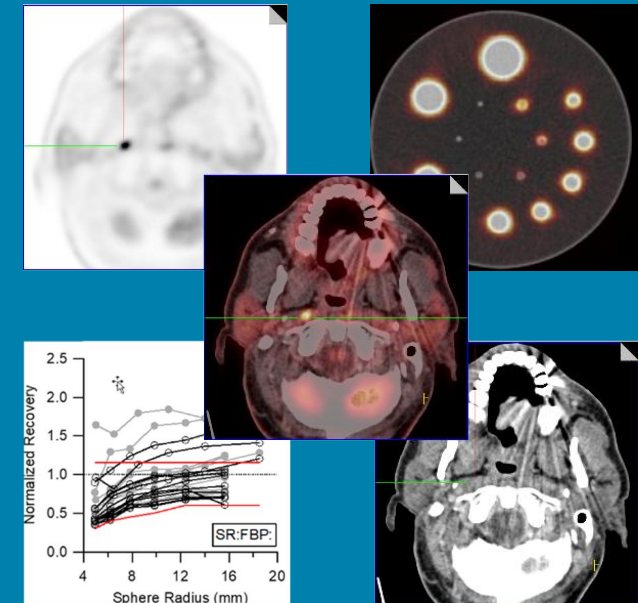 2.5
2.0
1.5
1.0
0.5
0.0
Normalized Recovery
SR:FBP:
4
8
12
16
20
Sphere Radius (mm)
H
H